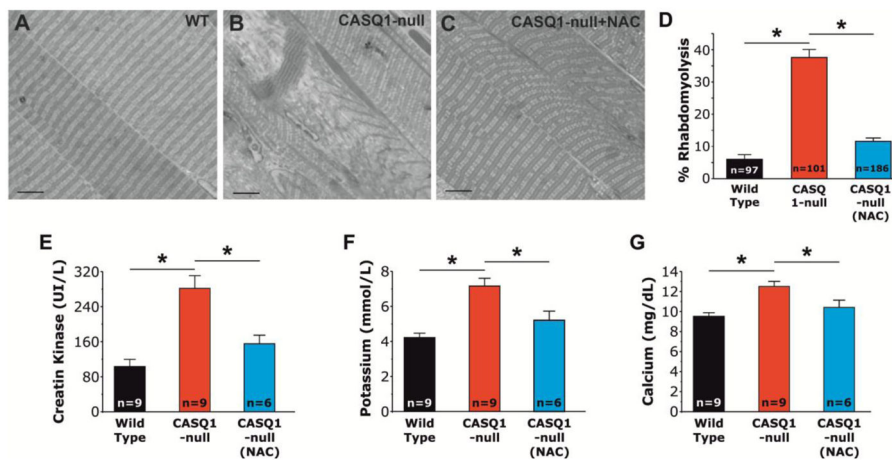 A
WT
B
CASQ1-null
C
CASQ1-null+NAC
D
% Rhabdomyolysis
40
30
20
10
0
n=97
n=101
n=186
Wild
Type
CASQ
1-null
CASQ1
-null
(NAC)
*
*
E
Creatin Kinase (UI/L)
320
240
160
80
0
n=9
n=9
n=6
Wild
Type
CASQ1
-null
CASQ1
-null
(NAC)
*
*
F
Potassium (mmol/L)
8
6
4
2
0
n=9
n=9
n=6
Wild
Type
CASQ1
-null
CASQ1
-null
(NAC)
*
*
G
Calcium (mg/dL)
14
12
10
8
6
4
2
0
n=9
n=9
n=6
Wild
Type
CASQ1
-null
CASQ1
-null
(NAC)
*
*